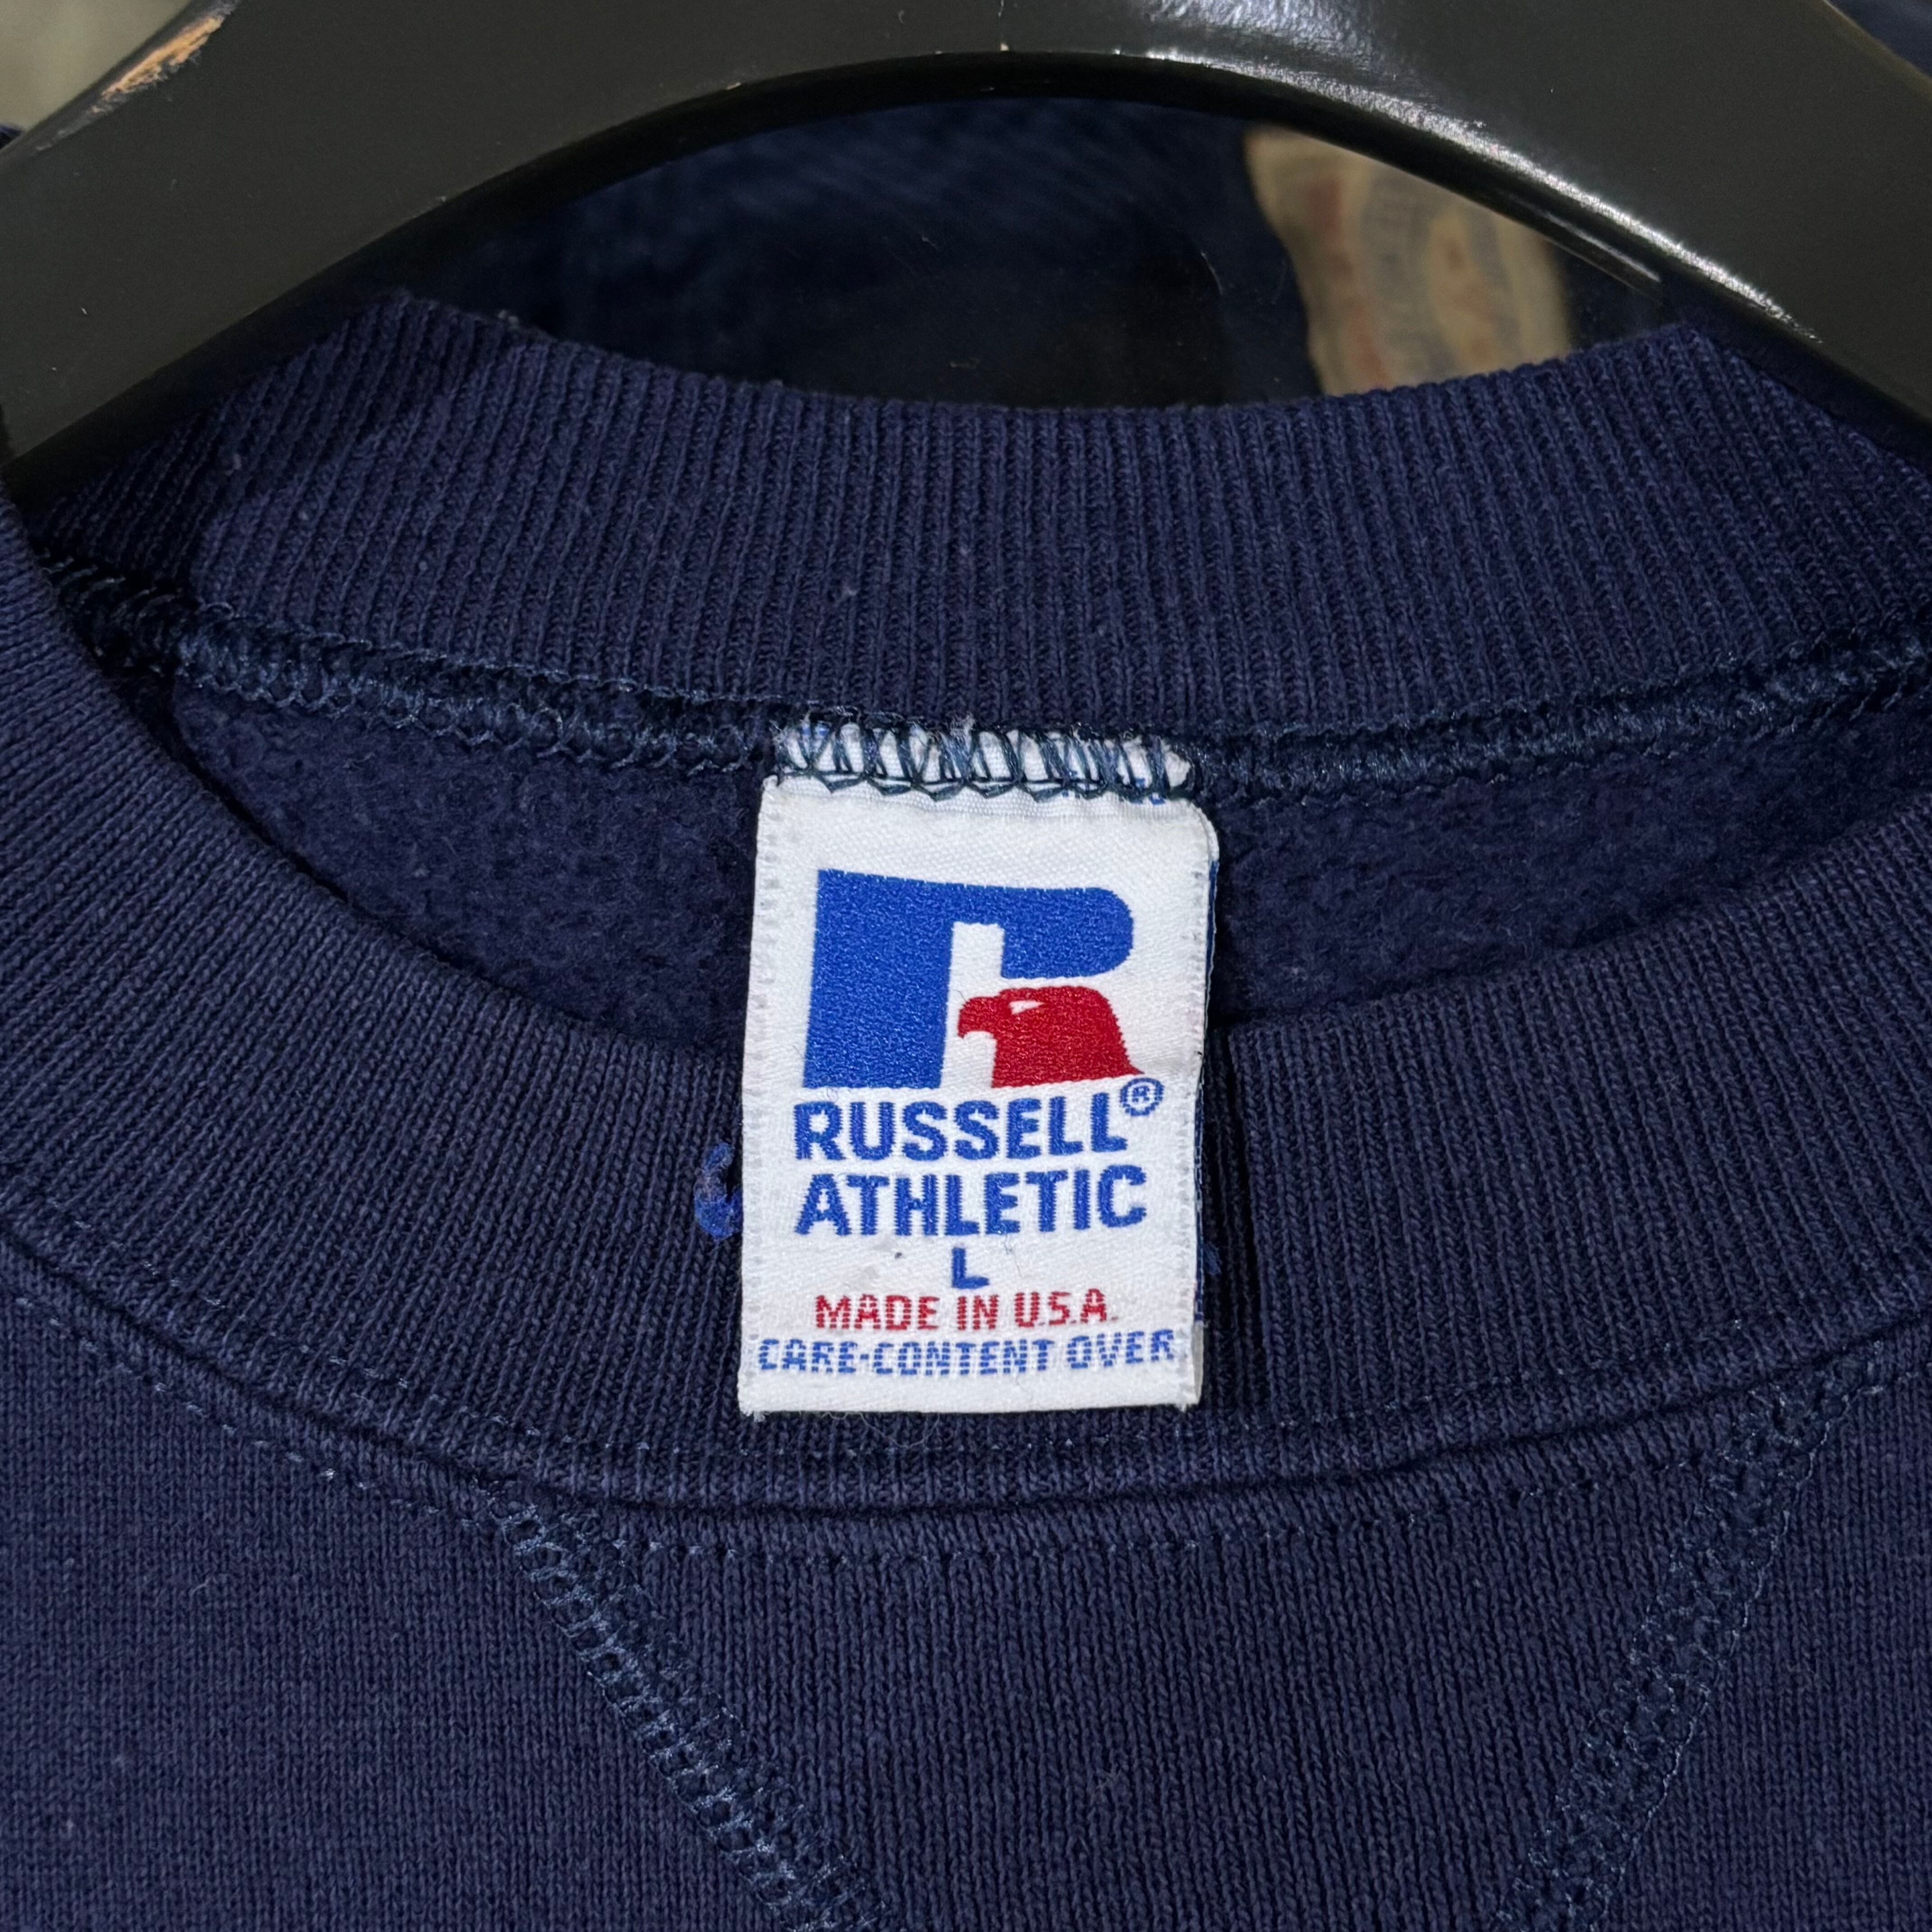 R
RUSSELL®
ATHLETIC
L
MADE IN U.S.A.
CARE-CONTENT OVER